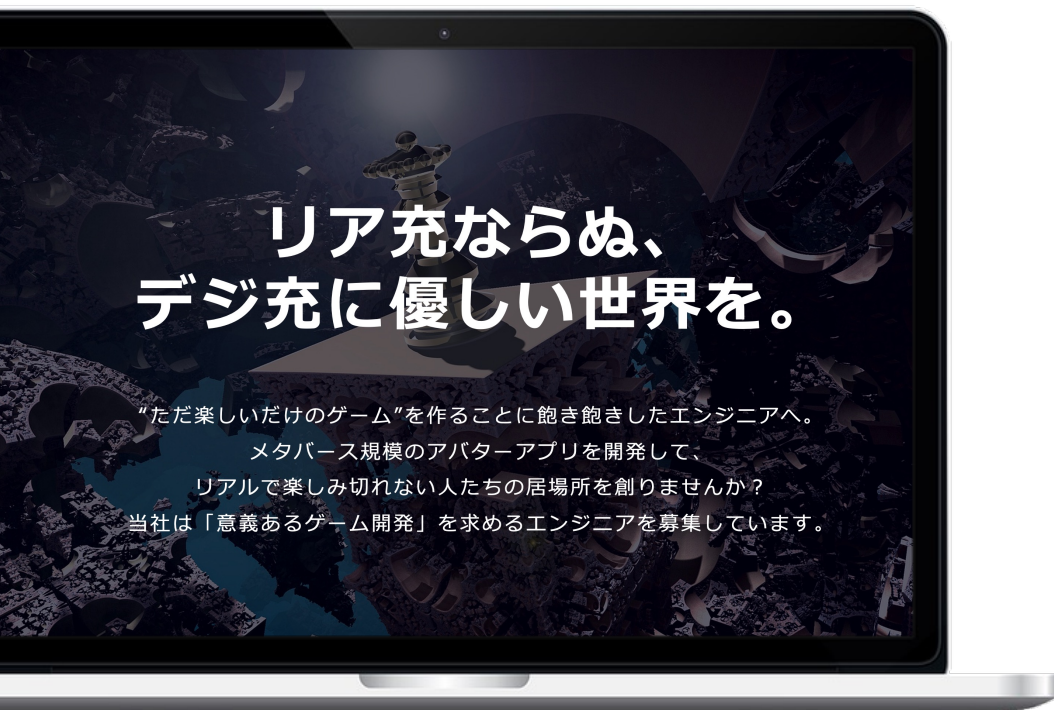 リア充ならぬ、
デジ充に優しい世界を。
“ただ楽しいだけのゲーム”を作ることに飽き飽きしたエンジニアへ。
メタバース規模のアバターアプリを開発して、
リアルで楽しみ切れない人たちの居場所を創りませんか？
当社は「意義あるゲーム開発」を求めるエンジニアを募集しています。